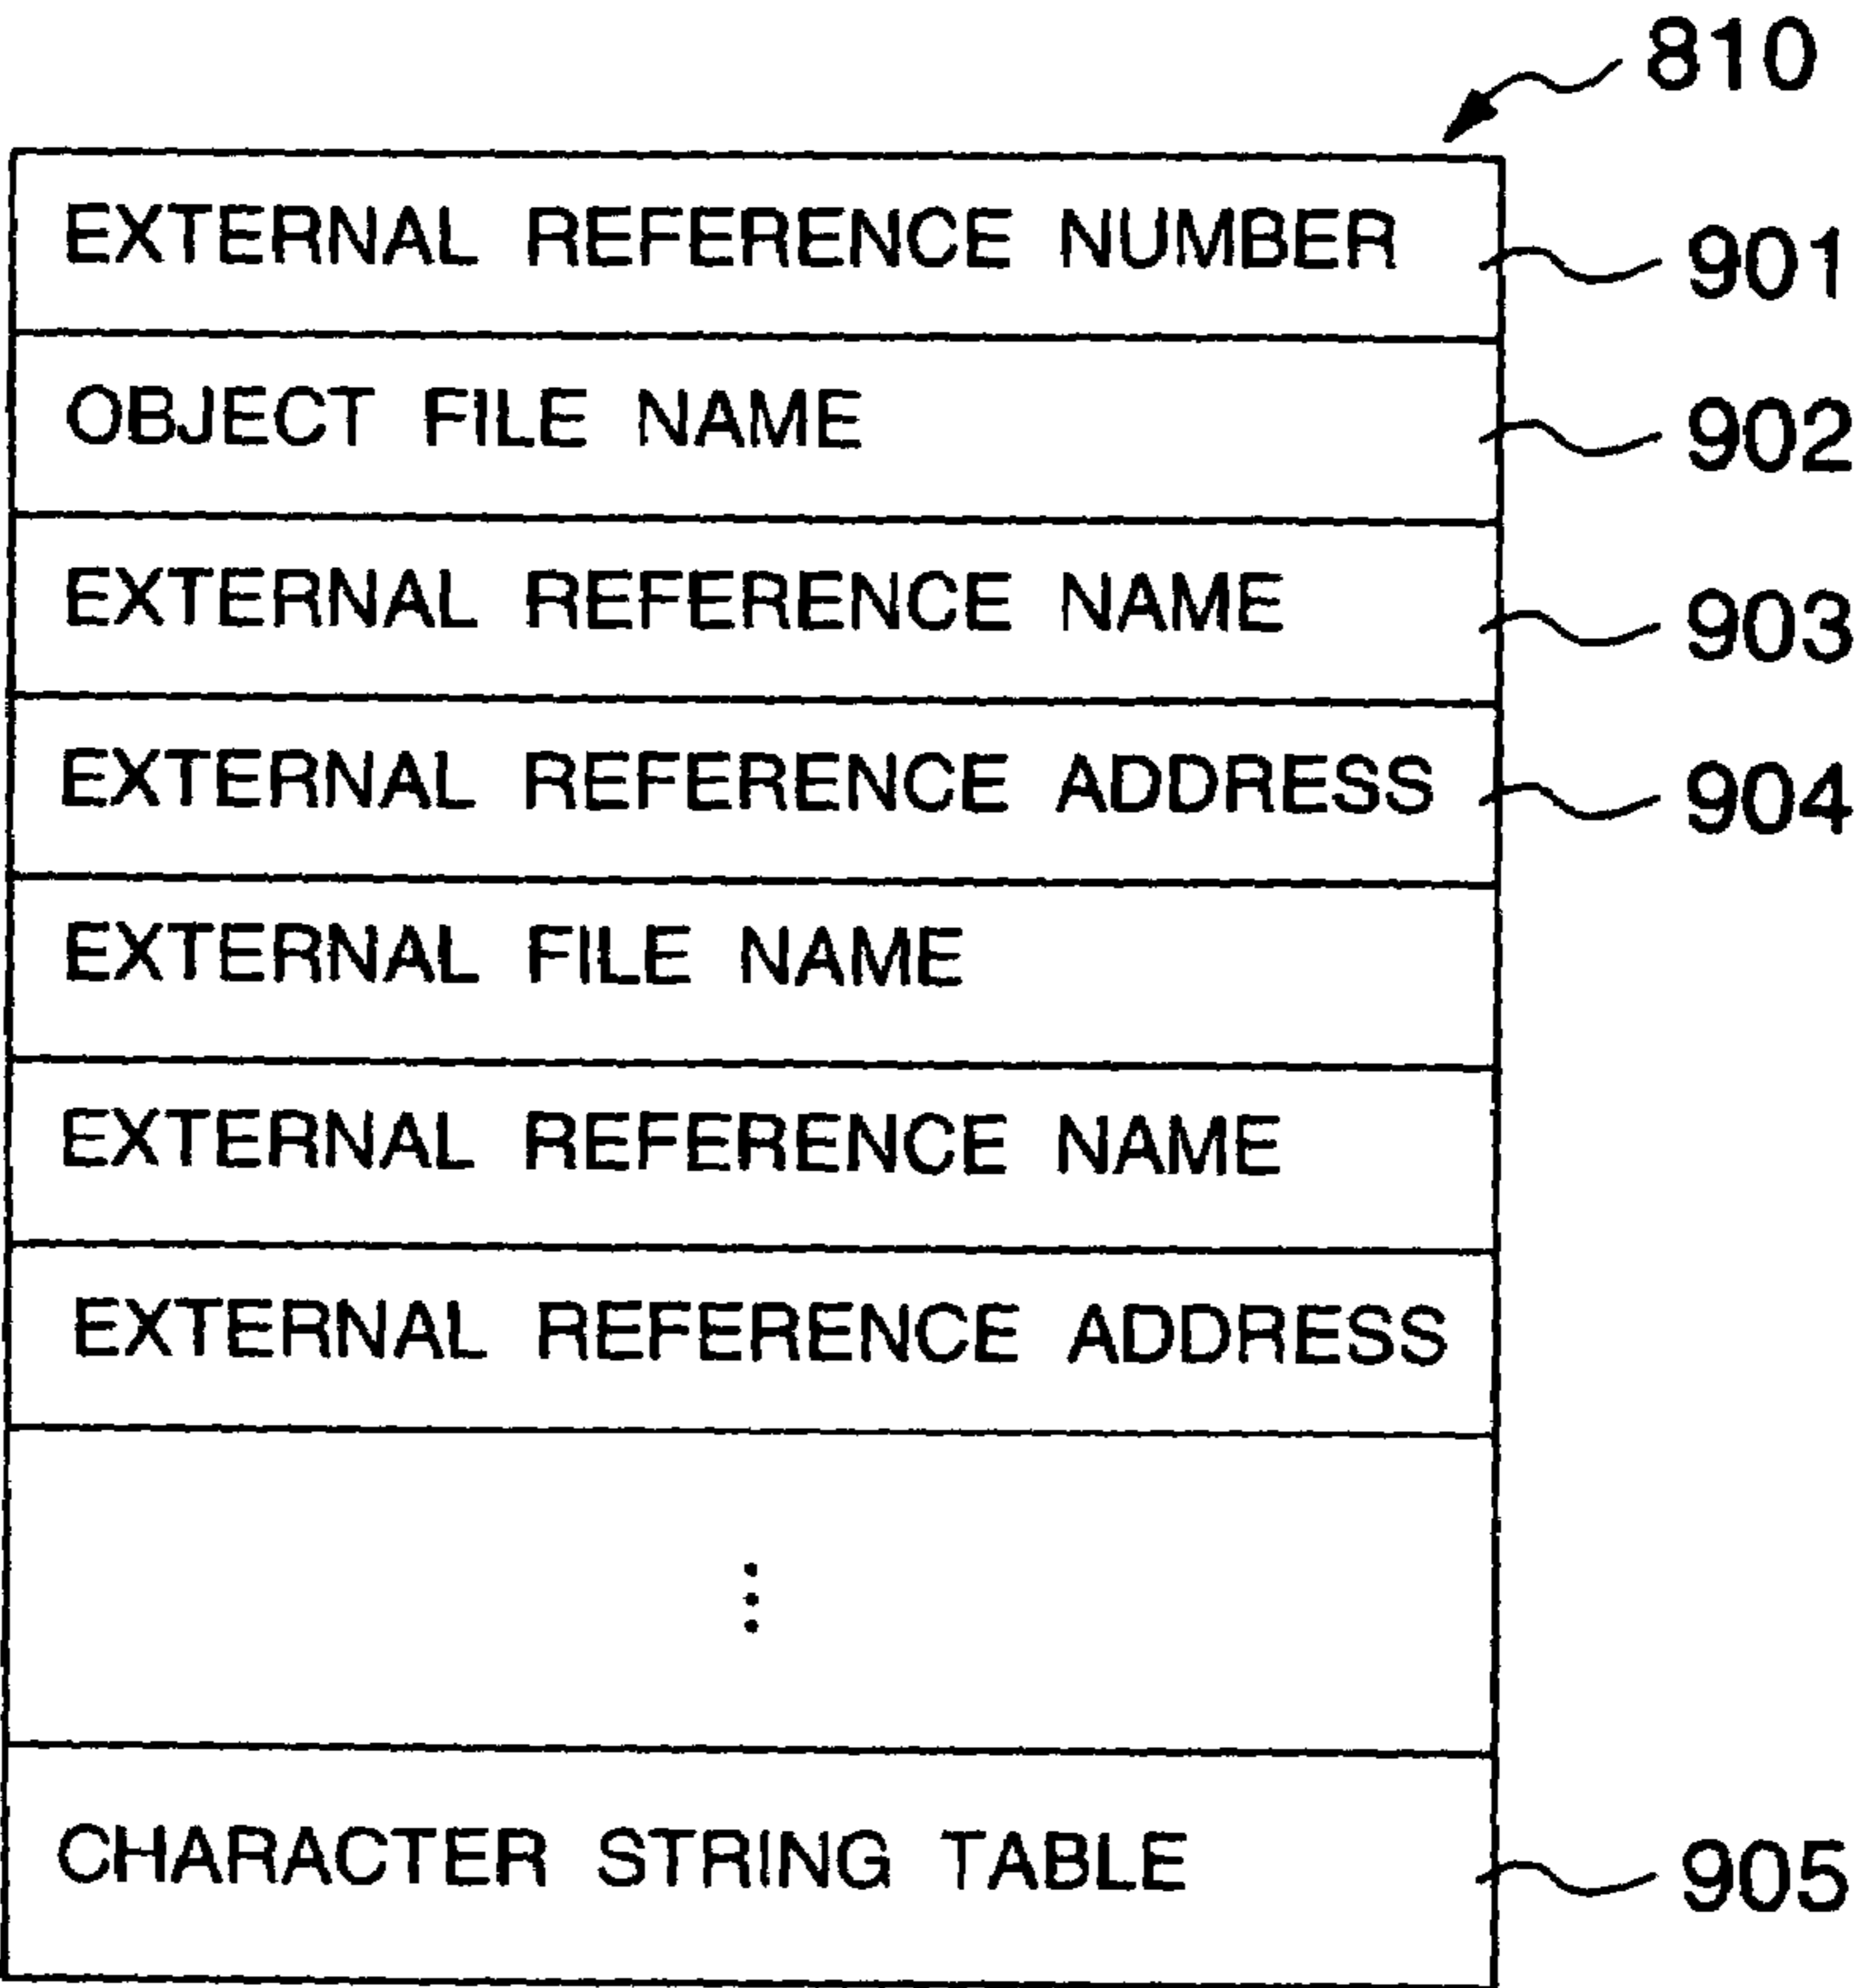 810
EXTERNAL REFERENCE NUMBER 901
OBJECT FILE NAME 902
EXTERNAL REFERENCE NAME 903
EXTERNAL REFERENCE ADDRESS 904
EXTERNAL FILE NAME
EXTERNAL REFERENCE NAME
EXTERNAL REFERENCE ADDRESS
CHARACTER STRING TABLE 905